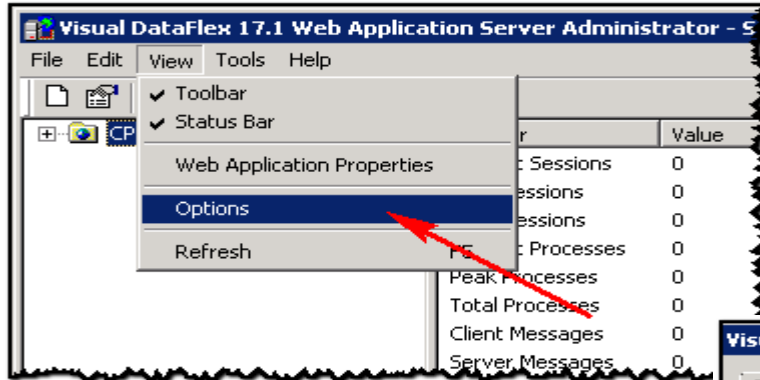 Visual DataFlex 17.1 Web Application Server Administrator - S
File Edit View Tools Help
Toolbar
Status Bar
Web Application Properties
Options
Refresh F5
CP
r Value
t Sessions 0
essions 0
essions 0
t Processes 0
Peak Processes 0
Total Processes 0
Client Messages 0
Server Messages 0
Visu